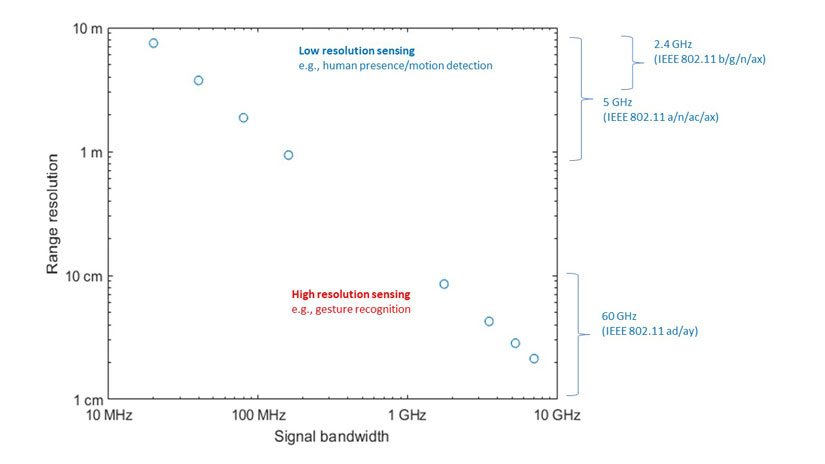 10 m
Low resolution sensing
e.g., human presence/motion detection
2.4 GHz
(IEEE 802.11 b/g/n/ax)
5 GHz
(IEEE 802.11 a/n/ac/ax)
1 m
Range resolution
10 cm
High resolution sensing
e.g., gesture recognition
60 GHz
(IEEE 802.11 ad/ay)
1 cm
10 MHz
100 MHz
1 GHz
10 GHz
Signal bandwidth